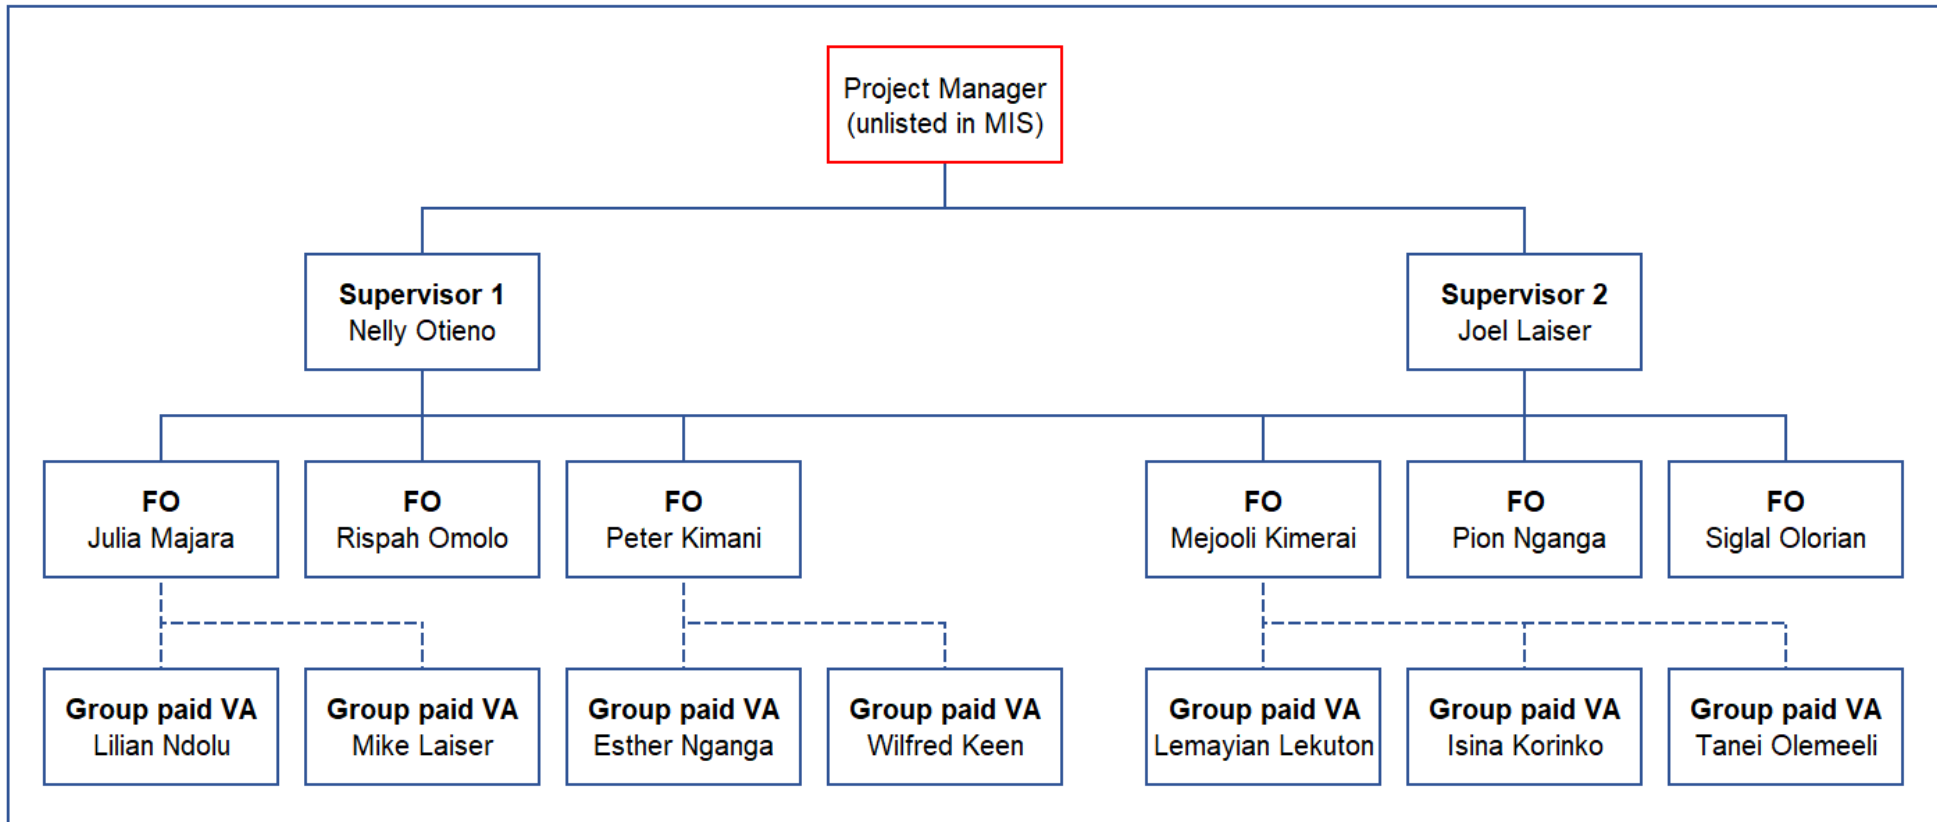 Project Manager
(unlisted in MIS)
Supervisor 1
Nelly Otieno
Supervisor 2
Joel Laiser
FO
Julia Majara
FO
Rispah Omolo
FO
Peter Kimani
FO
Mejooli Kimerai
FO
Pion Nganga
FO
Siglal Olorian
Group paid VA
Lilian Ndolu
Group paid VA
Mike Laiser
Group paid VA
Esther Nganga
Group paid VA
Wilfred Keen
Group paid VA
Lemayian Lekuton
Group paid VA
Isina Korinko
Group paid VA
Tanei Olemeeli